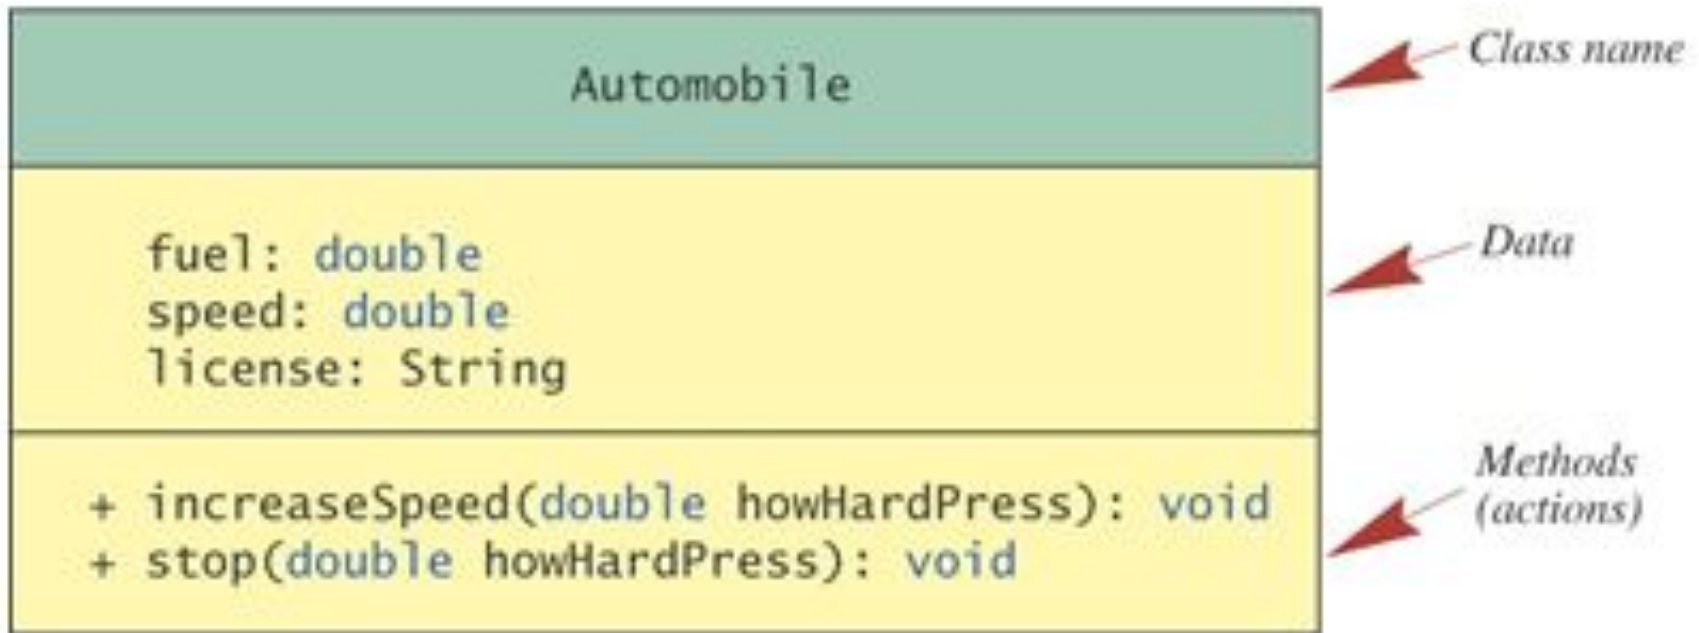 Automobile
Class name
fuel: double
speed: double
license: String
Data
+ increaseSpeed(double howHardPress): void
+ stop(double howHardPress): void
Methods
(actions)